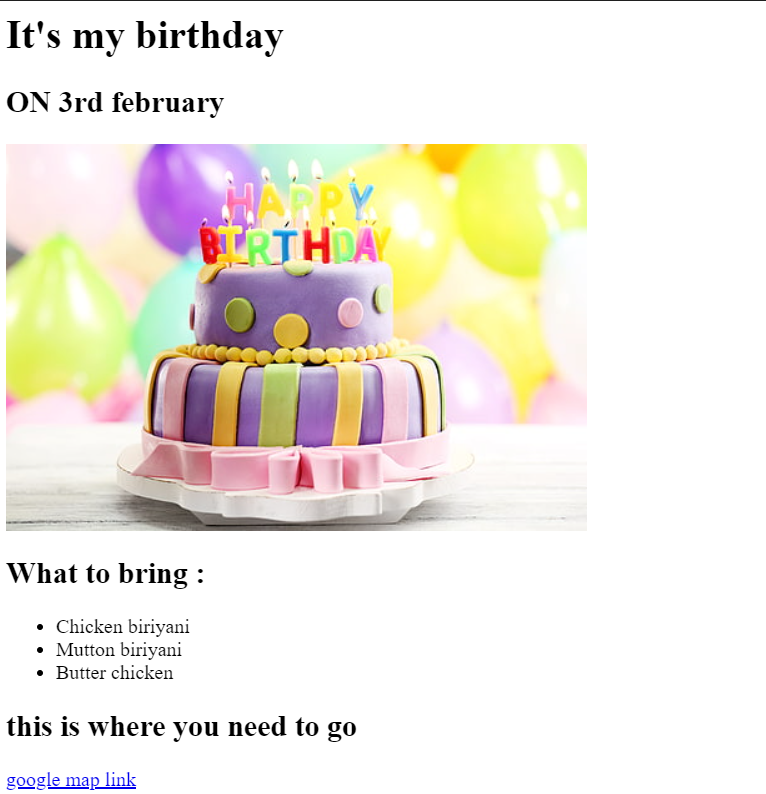 It's my birthday
ON 3rd february
HAPPY
BIRTHDAY
What to bring :
Chicken biriyani
Mutton biriyani
Butter chicken
this is where you need to go
google map link